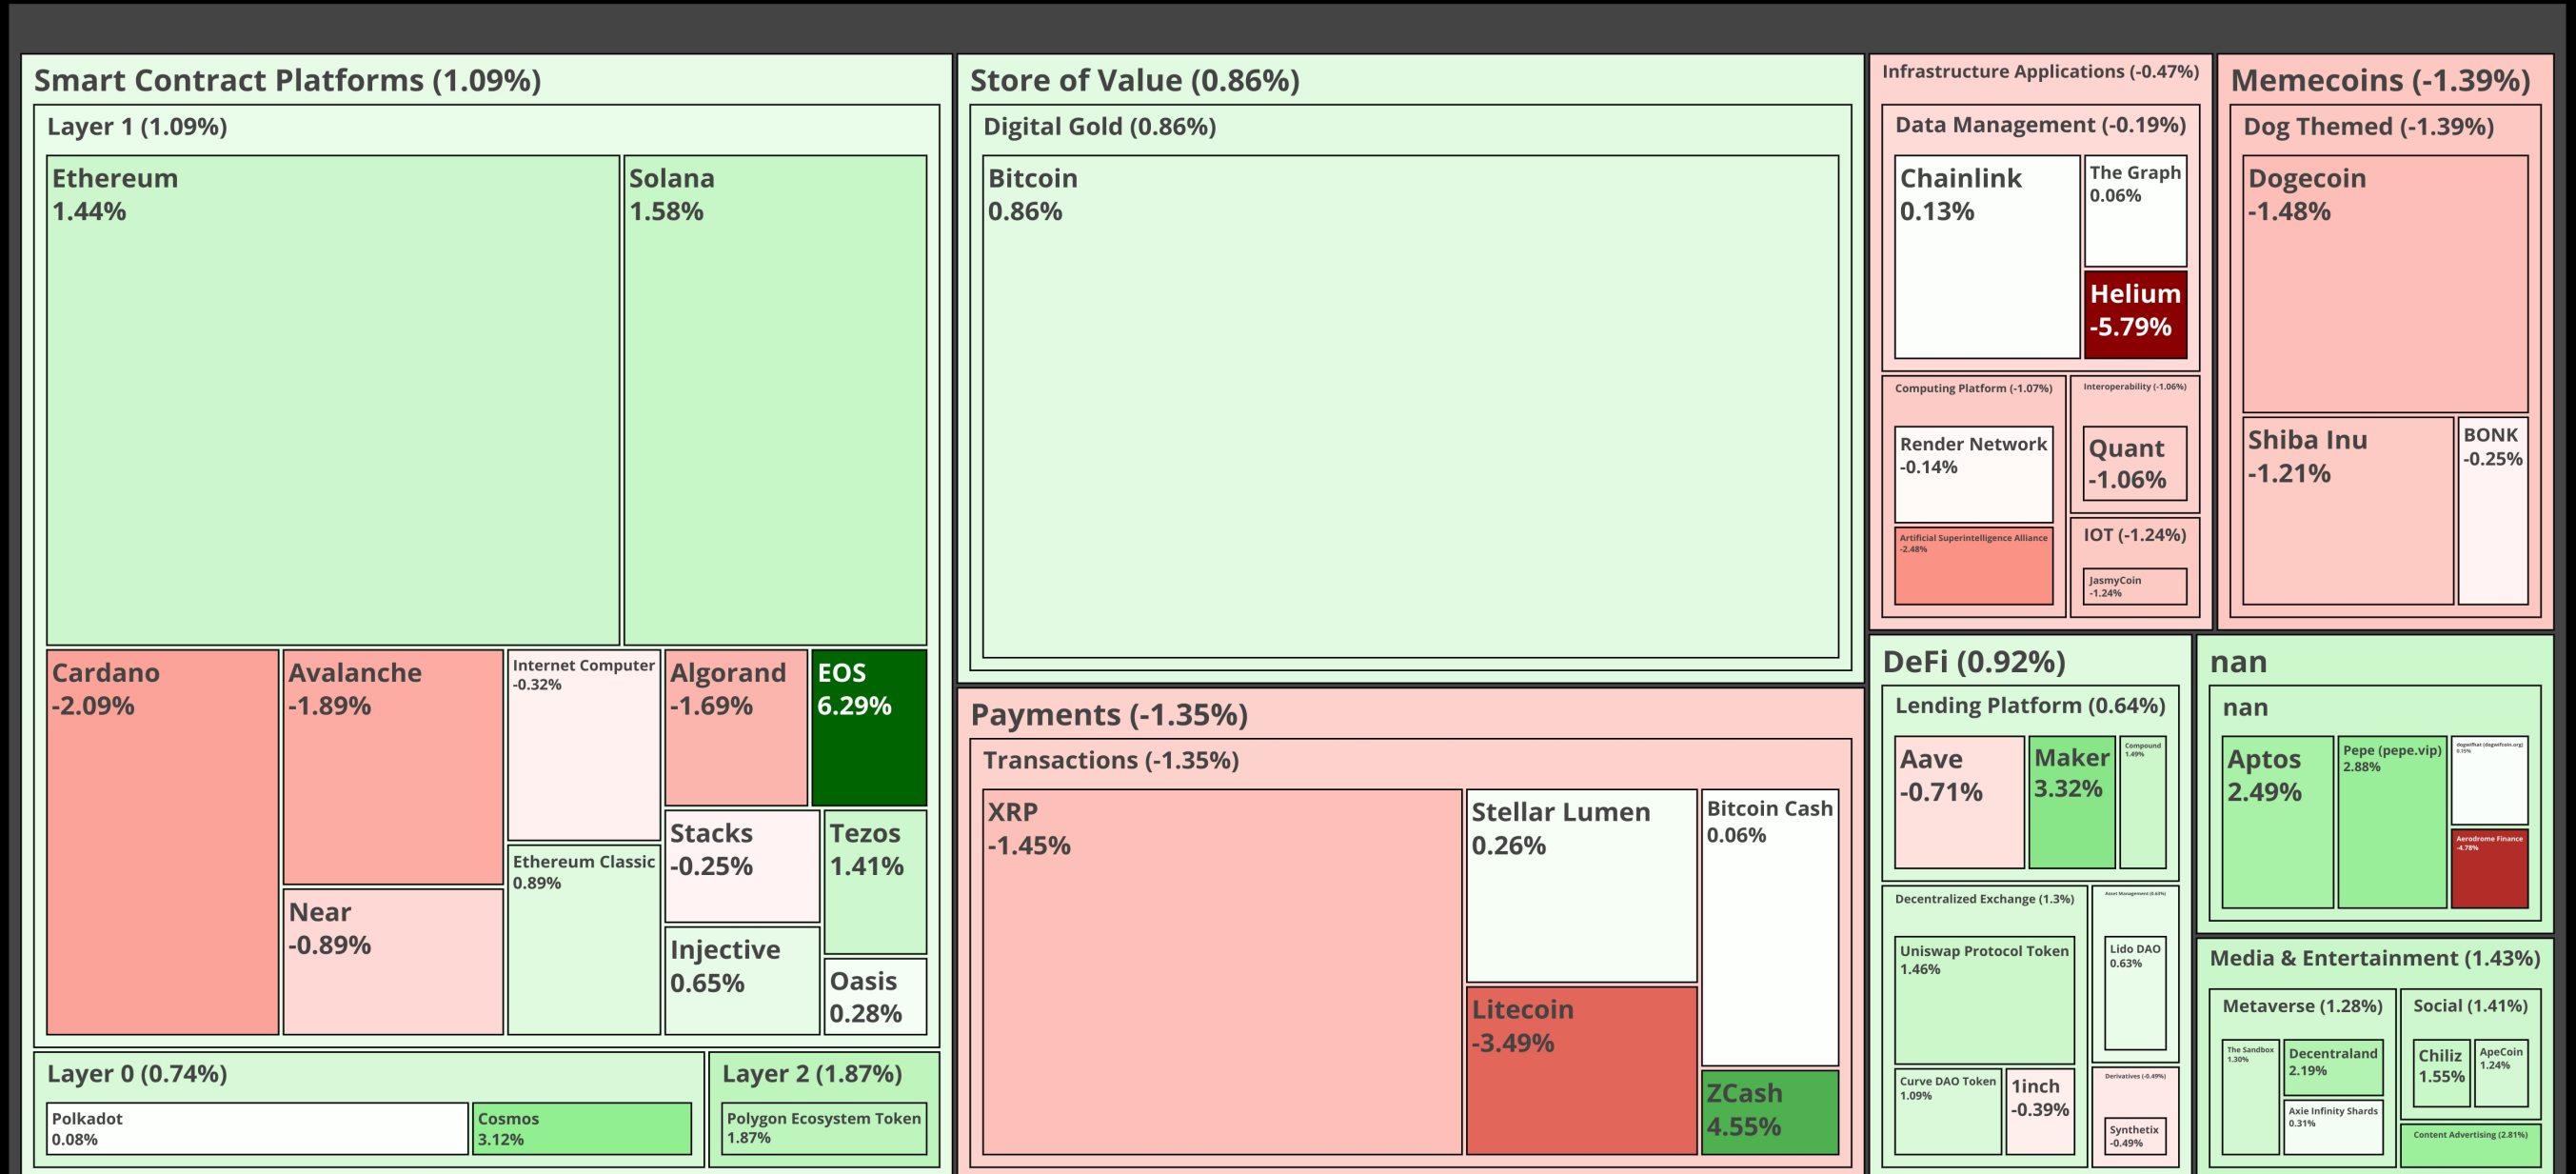 Smart Contract Platforms (1.09%)
Layer 1 (1.09%)
Ethereum
1.44%
Solana
1.58%
Cardano
-2.09%
Avalanche
-1.89%
Near
-0.89%
Internet Computer
-0.32%
Ethereum Classic
0.89%
Algorand
-1.69%
EOS
6.29%
Stacks
-0.25%
Injective
0.65%
Tezos
1.41%
Oasis
0.28%
Layer 0 (0.74%)
Polkadot
0.08%
Cosmos
3.12%
Layer 2 (1.87%)
Polygon Ecosystem Token
1.87%
Store of Value (0.86%)
Digital Gold (0.86%)
Bitcoin
0.86%
Payments (-1.35%)
Transactions (-1.35%)
XRP
-1.45%
Stellar Lumen
0.26%
Litecoin
-3.49%
Bitcoin Cash
0.06%
ZCash
4.55%
Infrastructure Applications (-0.47%)
Data Management (-0.19%)
Chainlink
0.13%
The Graph
0.06%
Helium
-5.79%
Computing Platform (-1.07%)
Render Network
-0.14%
Artificial Superintelligence Alliance
-2.48%
Interoperability (-1.06%)
Quant
-1.06%
IOT (-1.24%)
JasmyCoin
-1.24%
Memecoins (-1.39%)
Dog Themed (-1.39%)
Dogecoin
-1.48%
Shiba Inu
-1.21%
BONK
-0.25%
DeFi (0.92%)
Lending Platform (0.64%)
Aave
-0.71%
Maker
3.32%
Compound
1.49%
Decentralized Exchange (1.3%)
Uniswap Protocol Token
1.46%
Curve DAO Token
1.09%
1inch
-0.39%
Asset Management (0.63%)
Lido DAO
0.63%
Derivatives (-0.49%)
Synthetix
-0.49%
nan
nan
Aptos
2.49%
Pepe (pepe.vip)
2.88%
dogwifhat (dogwifcoin.org)
0.15%
Aerodrome Finance
-4.78%
Media & Entertainment (1.43%)
Metaverse (1.28%)
The Sandbox
1.30%
Decentraland
2.19%
Axie Infinity Shards
0.31%
Social (1.41%)
Chiliz
1.55%
ApeCoin
1.24%
Content Advertising (2.81%)